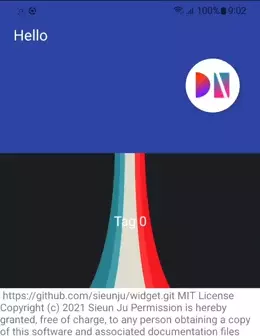 100% 9:02
Hello
DN
Tag 0
https://github.com/sieunju/widget.git MIT License
Copyright (c) 2021 Sieun Ju Permission is hereby
granted, free of charge, to any person obtaining a copy
of this software and associated documentation files